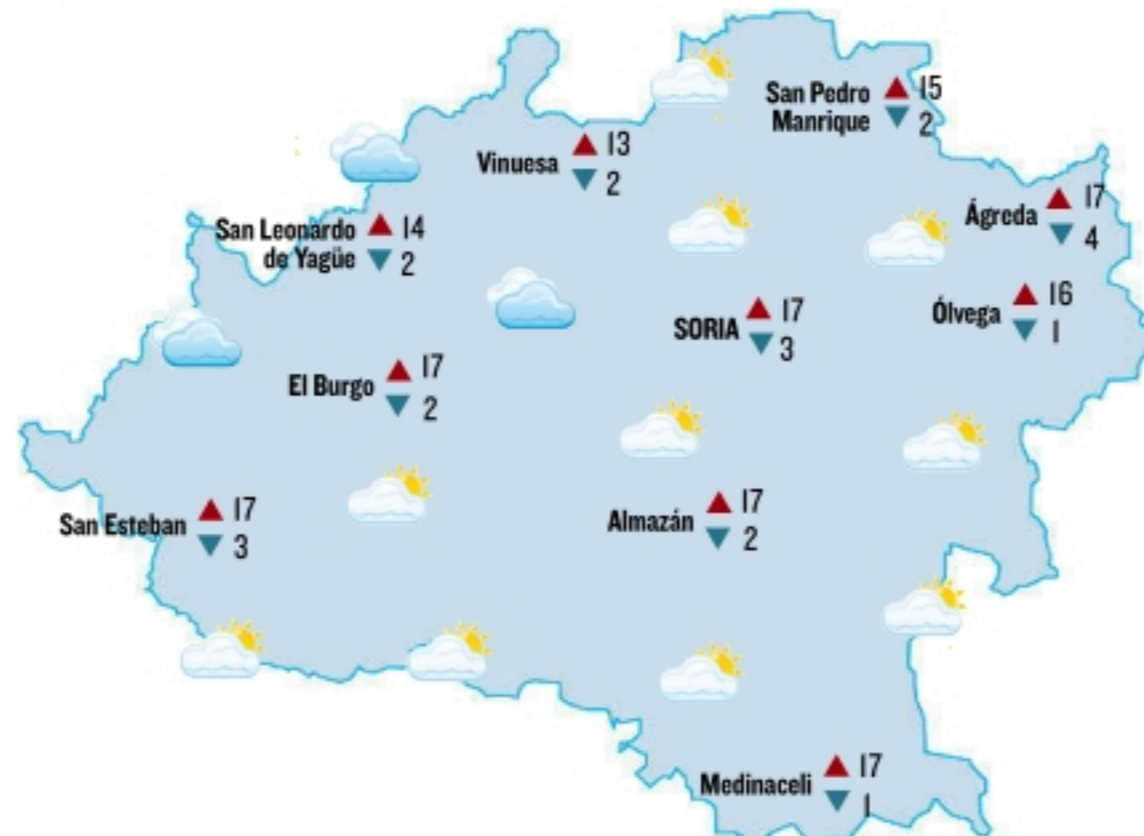 San Pedro
Manrique
15
2
Vinuesa
13
2
Ágreda
17
4
San Leonardo
de Yagüe
14
2
Ólvega
16
1
SORIA
17
3
El Burgo
17
2
San Esteban
17
3
Almazán
17
2
Medinaceli
17
1